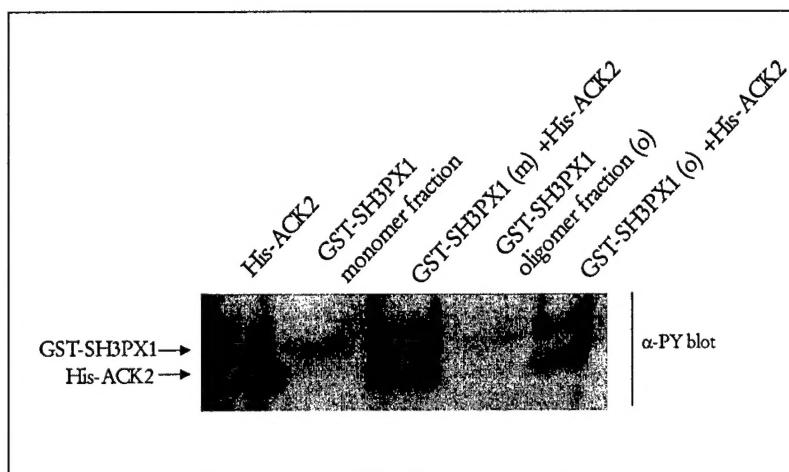 His-ACK2
GST-SH3PX1
monomer fraction
GST-SH3PX1 (m) +His-ACK2
GST-SH3PX1
oligomer fraction (o)
GST-SH3PX1 (o) +His-ACK2
GST-SH3PX1
His-ACK2
α-PY blot